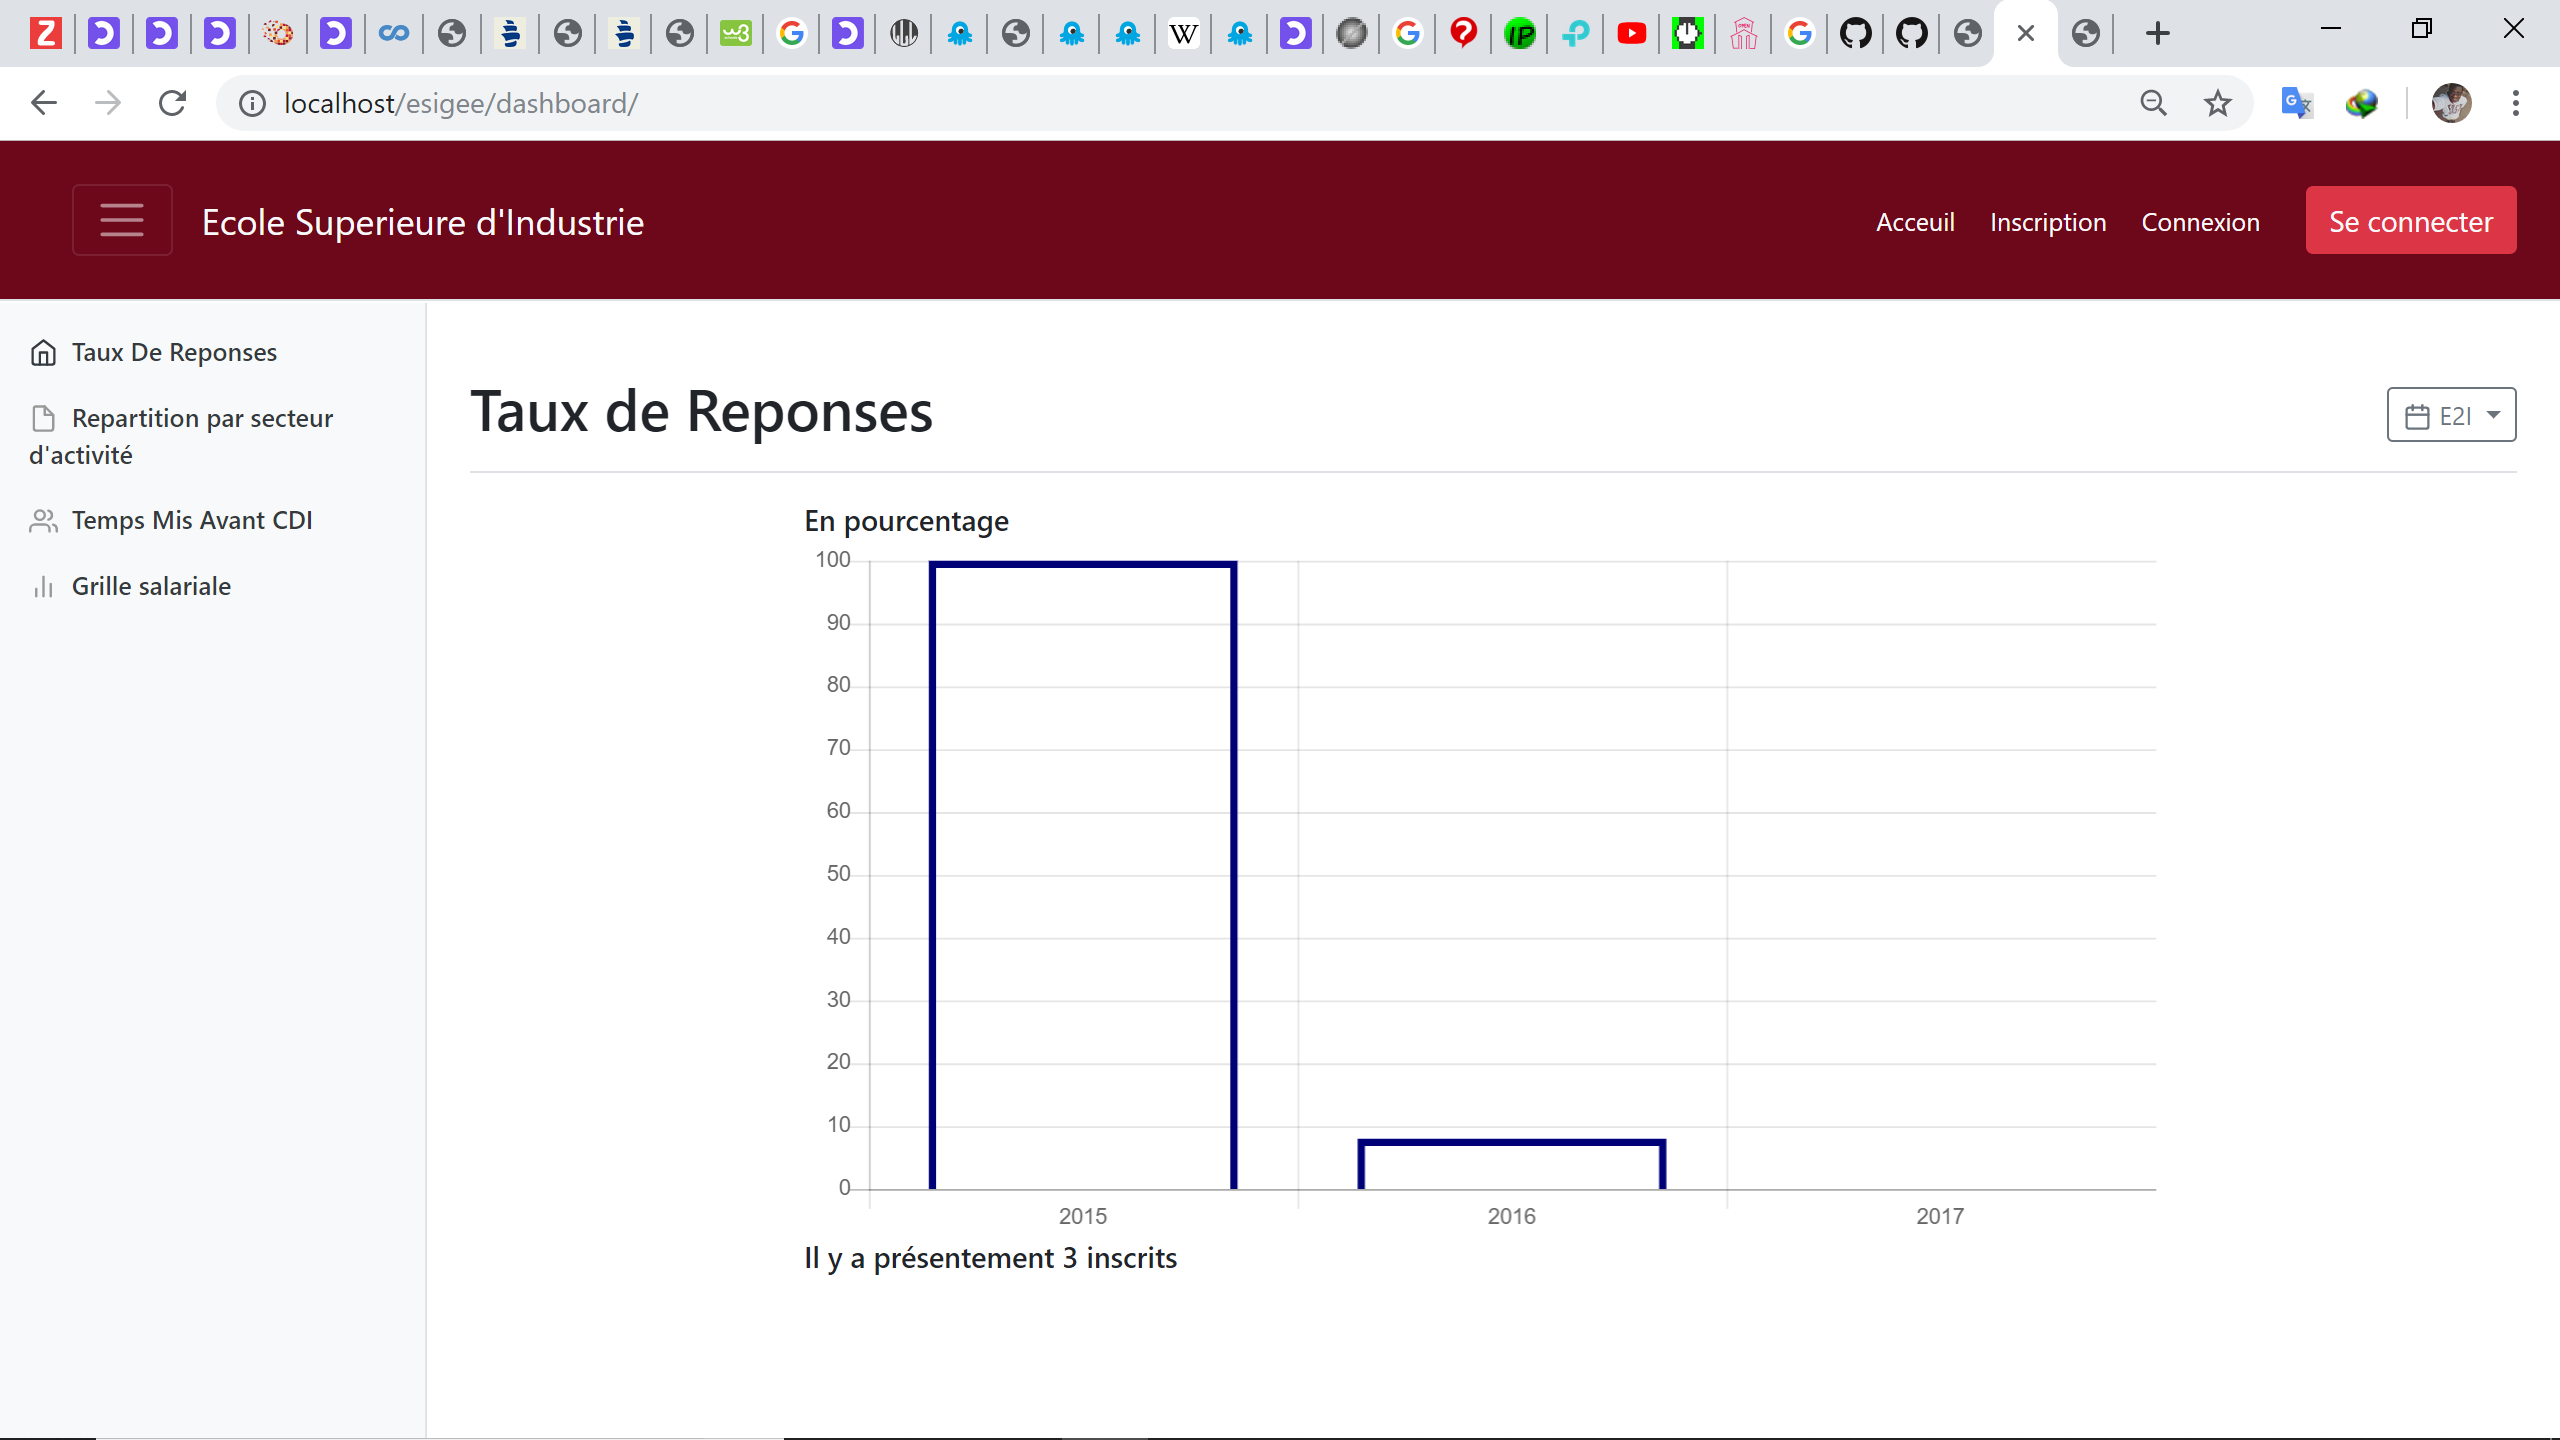 localhost/esigee/dashboard/
Ecole Superieure d'Industrie
Acceuil
Inscription
Connexion
Se connecter
Taux De Reponses
Repartition par secteur
d'activité
Temps Mis Avant CDI
Grille salariale
Taux de Reponses
E2I
En pourcentage
100
90
80
70
60
50
40
30
20
10
0
2015
2016
2017
Il y a présentement 3 inscrits